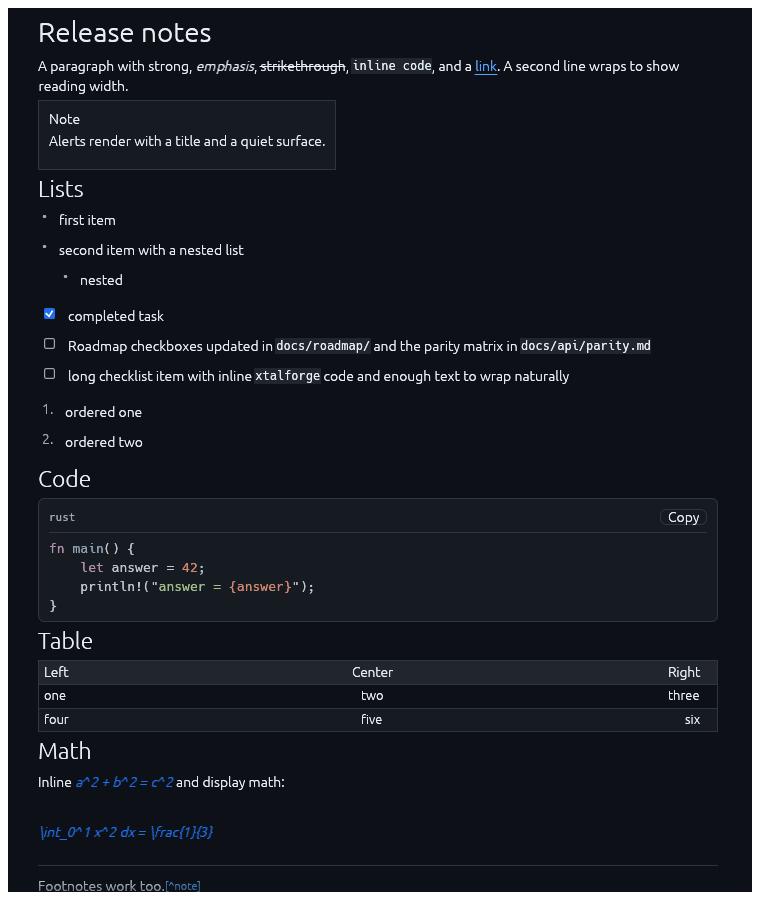 Release notes
A paragraph with strong, emphasis, strikethrough, inline code, and a link. A second line wraps to show
reading width.
Note
Alerts render with a title and a quiet surface.
Lists
first item
second item with a nested list
nested
completed task
Roadmap checkboxes updated in docs/roadmap/ and the parity matrix in docs/api/parity.md
long checklist item with inline xtalforge code and enough text to wrap naturally
1. ordered one
2. ordered two
Code
rust Copy
fn main() {
    let answer = 42;
    println!("answer = {answer}");
}
Table
Left Center Right
one two three
four five six
Math
Inline a^2 + b^2 = c^2 and display math:
\int_0^1 x^2 dx = \frac{1}{3}
Footnotes work too.[^note]